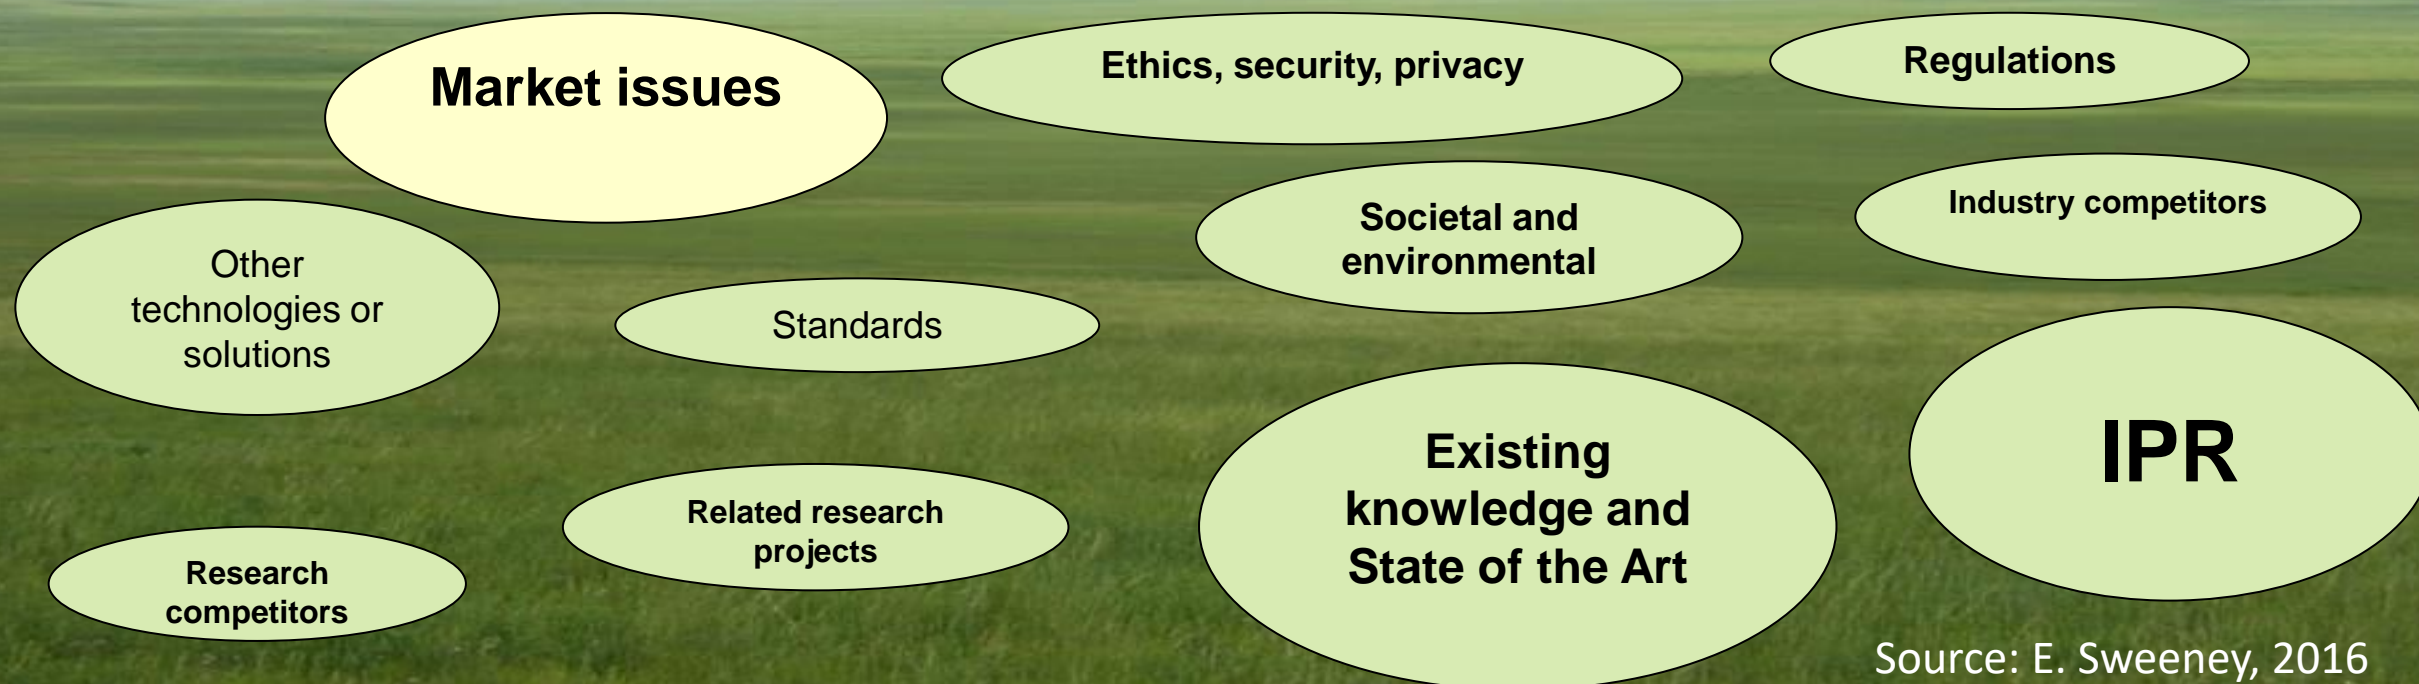 Market issues
Ethics, security, privacy
Regulations
Other
technologies or
solutions
Standards
Societal and
environmental
Industry competitors
Research
competitors
Related research
projects
Existing
knowledge and
State of the Art
IPR
Source: E. Sweeney, 2016